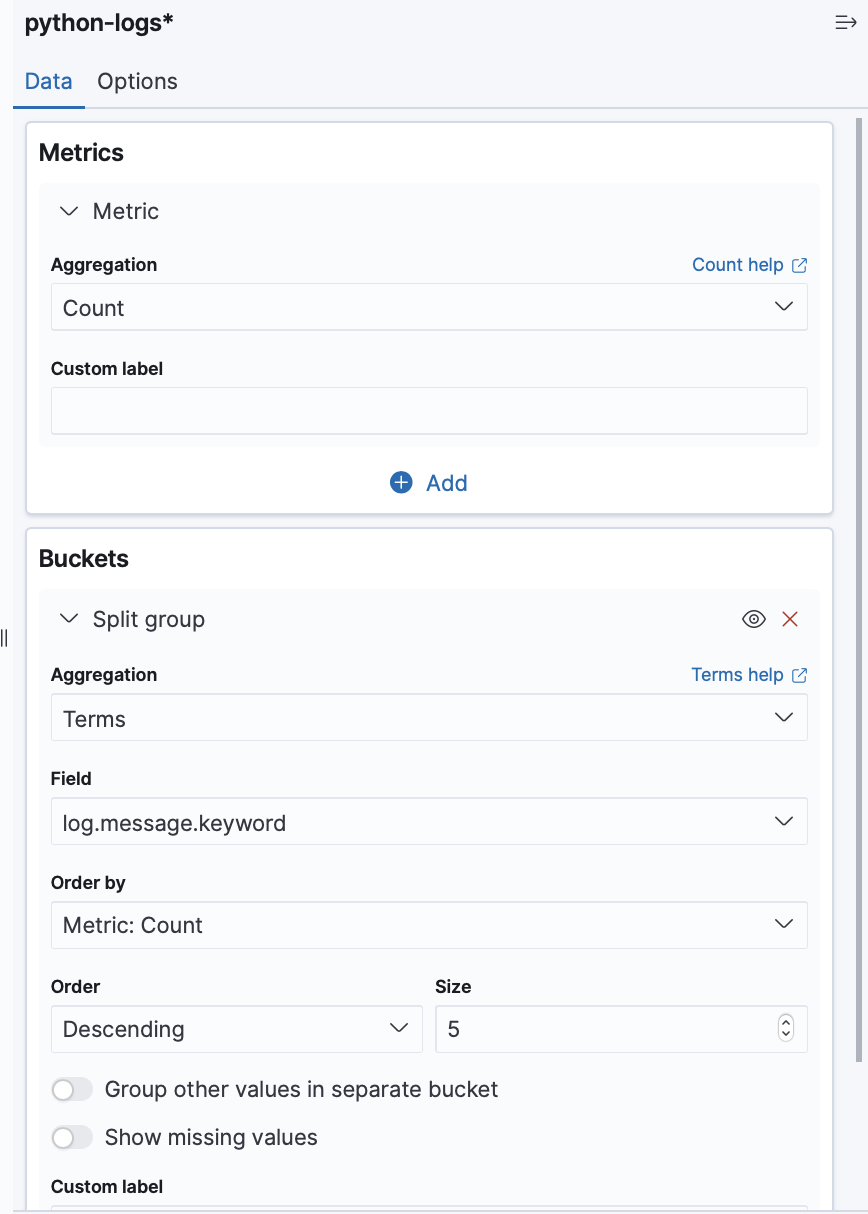 python-logs*
Data Options
Metrics
Metric
Aggregation Count help
Count
Custom label
Add
Buckets
Split group
Aggregation Terms help
Terms
Field
log.message.keyword
Order by
Metric: Count
Order Size
Descending 5
Group other values in separate bucket
Show missing values
Custom label